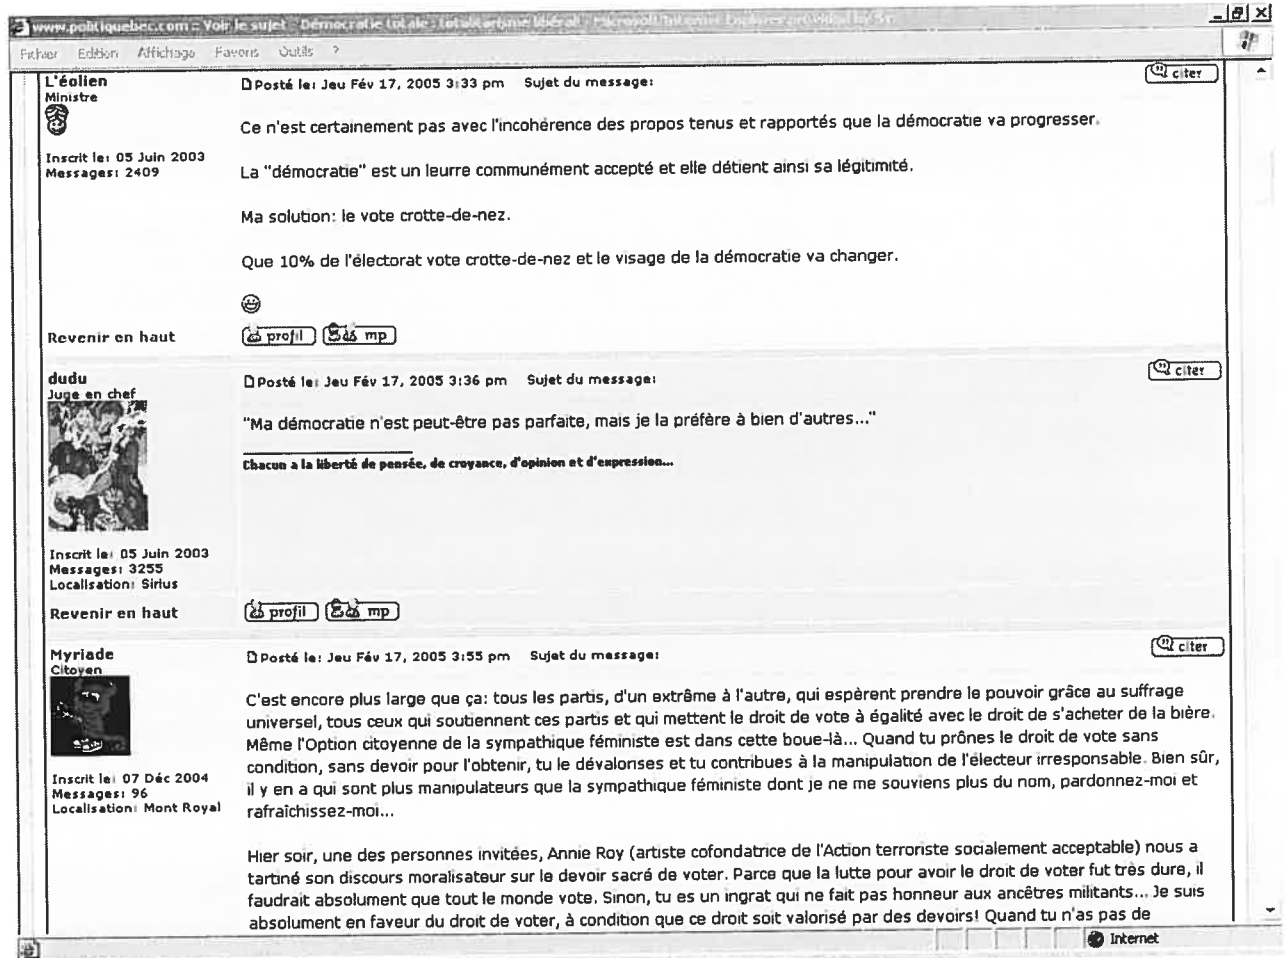 www.politiquebec.com :: Voir le sujet - Démocratie totale : totalitarisme libéral! - Microsoft Internet Explorer provided by
Fichier Edition Affichage Favoris Outils ?
L'éolien
Ministre
Posté le: Jeu Fév 17, 2005 3:33 pm Sujet du message:
citer
Ce n'est certainement pas avec l'incohérence des propos tenus et rapportés que la démocratie va progresser.
Inscrit le: 05 Juin 2003
Messages: 2409
La "démocratie" est un leurre communément accepté et elle détient ainsi sa légitimité.
Ma solution: le vote crotte-de-nez.
Que 10% de l'électorat vote crotte-de-nez et le visage de la démocratie va changer.
Revenir en haut
profil mp
dudu
Juge en chef
Posté le: Jeu Fév 17, 2005 3:36 pm Sujet du message:
citer
"Ma démocratie n'est peut-être pas parfaite, mais je la préfère à bien d'autres..."
Chacun a la liberté de pensée, de croyance, d'opinion et d'expression...
Inscrit le: 05 Juin 2003
Messages: 3255
Localisation: Sirius
Revenir en haut
profil mp
Myriade
Citoyen
Posté le: Jeu Fév 17, 2005 3:55 pm Sujet du message:
citer
Inscrit le: 07 Déc 2004
Messages: 96
Localisation: Mont Royal
C'est encore plus large que ça: tous les partis, d'un extrême à l'autre, qui espèrent prendre le pouvoir grâce au suffrage
universel, tous ceux qui soutiennent ces partis et qui mettent le droit de vote à égalité avec le droit de s'acheter de la bière.
Même l'Option citoyenne de la sympathique féministe est dans cette boue-là... Quand tu prônes le droit de vote sans
condition, sans devoir pour l'obtenir, tu le dévalorises et tu contribues à la manipulation de l'électeur irresponsable. Bien sûr,
il y en a qui sont plus manipulateurs que la sympathique féministe dont je ne me souviens plus du nom, pardonnez-moi et
rafraîchissez-moi...
Hier soir, une des personnes invitées, Annie Roy (artiste cofondatrice de l'Action terroriste socialement acceptable) nous a
tartiné son discours moralisateur sur le devoir sacré de voter. Parce que la lutte pour avoir le droit de voter fut très dure, il
faudrait absolument que tout le monde vote. Sinon, tu es un ingrat qui ne fait pas honneur aux ancêtres militants... Je suis
absolument en faveur du droit de voter, à condition que ce droit soit valorisé par des devoirs! Quand tu n'as pas de
Internet